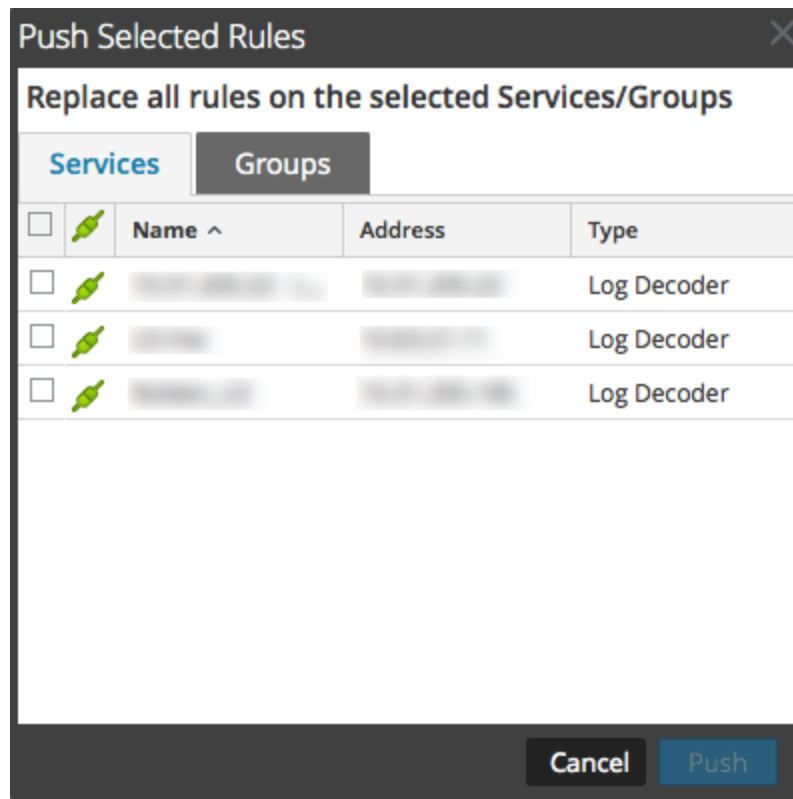 Push Selected Rules
Replace all rules on the selected Services/Groups
Services Groups
Name Address Type
Log Decoder
Log Decoder
Log Decoder
Cancel Push